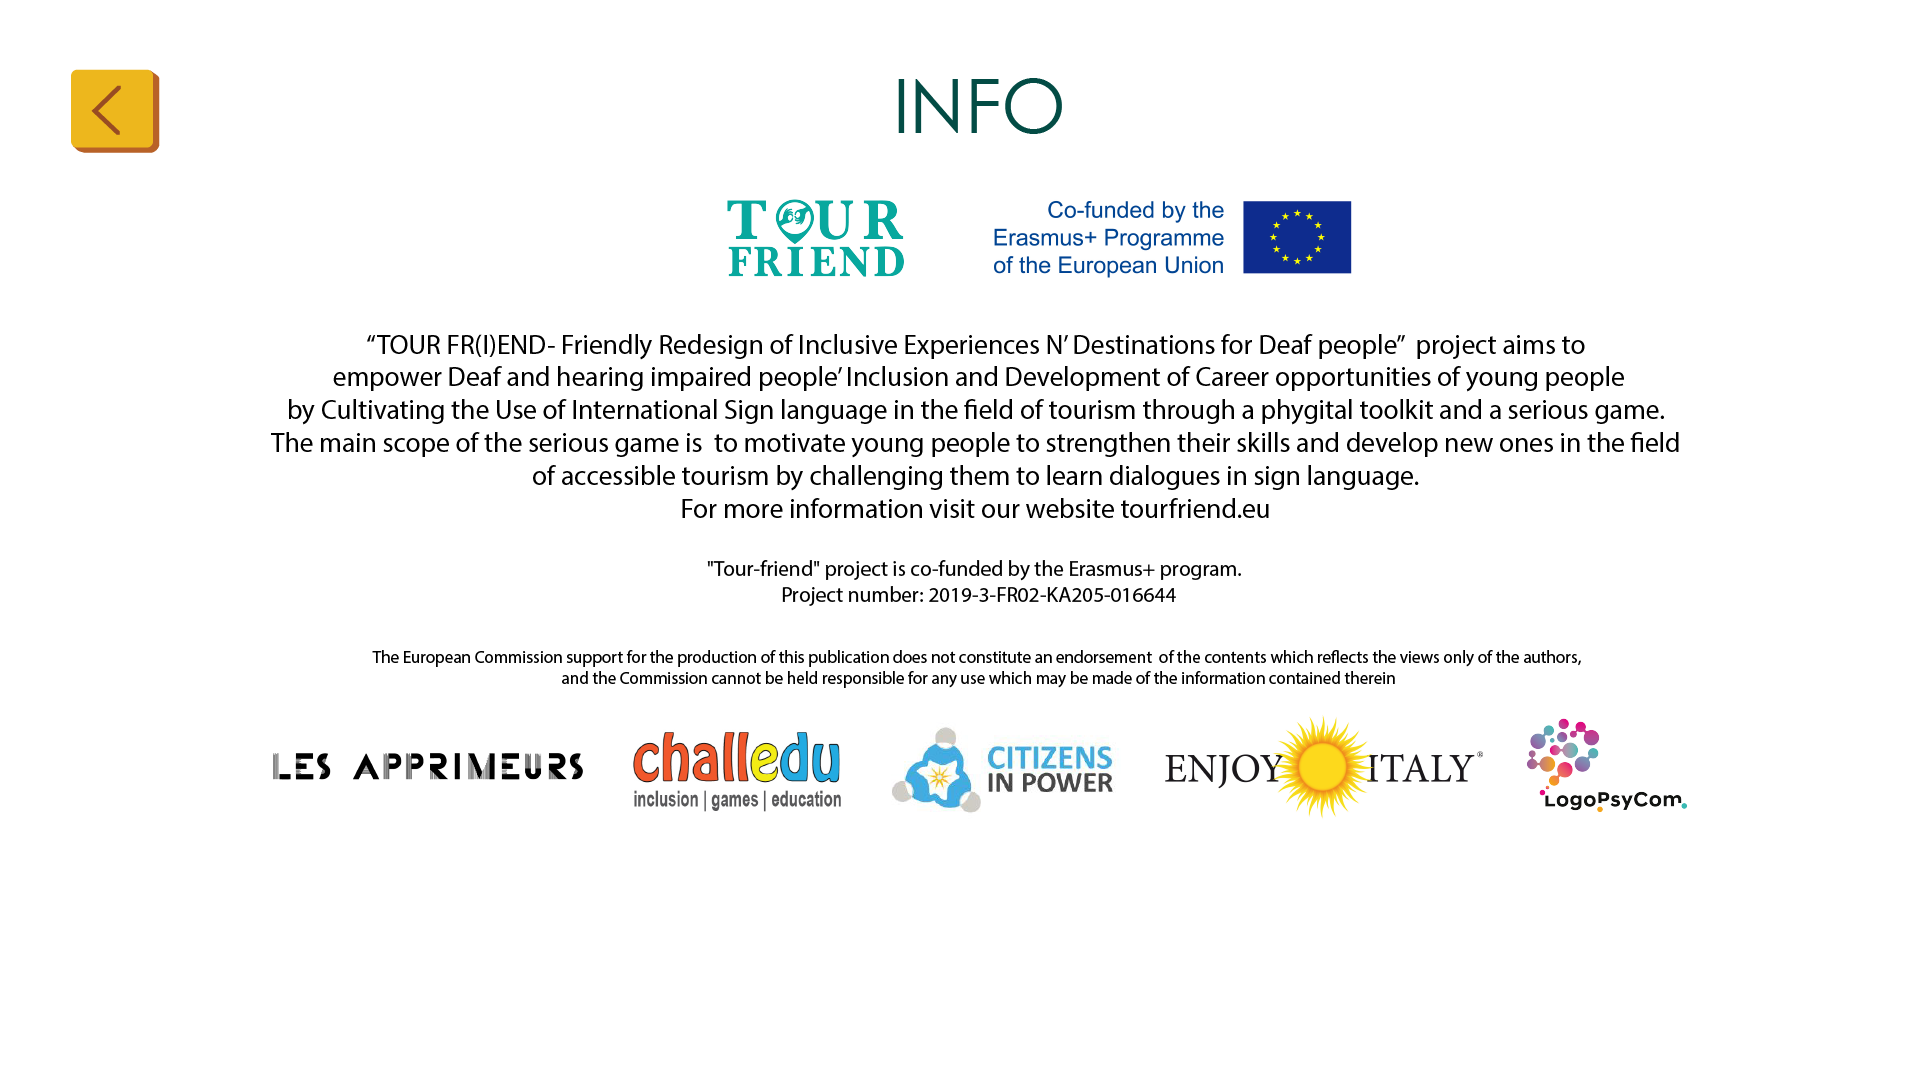 INFO
TOUR
FRIEND
Co-funded by the
Erasmus+ Programme
of the European Union
“TOUR FR(I)END- Friendly Redesign of Inclusive Experiences N’ Destinations for Deaf people”  project aims to
empower Deaf and hearing impaired people’ Inclusion and Development of Career opportunities of young people
by Cultivating the Use of International Sign language in the field of tourism through a phygital toolkit and a serious game.
The main scope of the serious game is  to motivate young people to strengthen their skills and develop new ones in the field
of accessible tourism by challenging them to learn dialogues in sign language.
For more information visit our website tourfriend.eu
"Tour-friend" project is co-funded by the Erasmus+ program.
Project number: 2019-3-FR02-KA205-016644
The European Commission support for the production of this publication does not constitute an endorsement  of the contents which reflects the views only of the authors,
and the Commission cannot be held responsible for any use which may be made of the information contained therein
LES APPRIMEURS
challedu
inclusion | games | education
CITIZENS
IN POWER
ENJOY ITALY®
LogoPsyCom